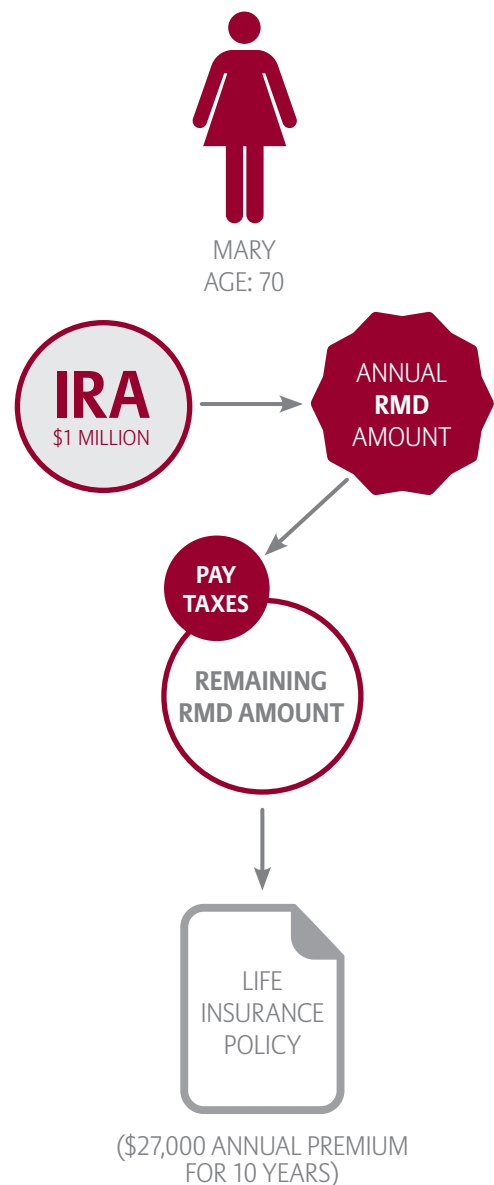 MARY
AGE: 70
IRA
$1 MILLION
ANNUAL
RMD
AMOUNT
PAY
TAXES
REMAINING
RMD AMOUNT
LIFE
INSURANCE
POLICY
($27,000 ANNUAL PREMIUM
FOR 10 YEARS)